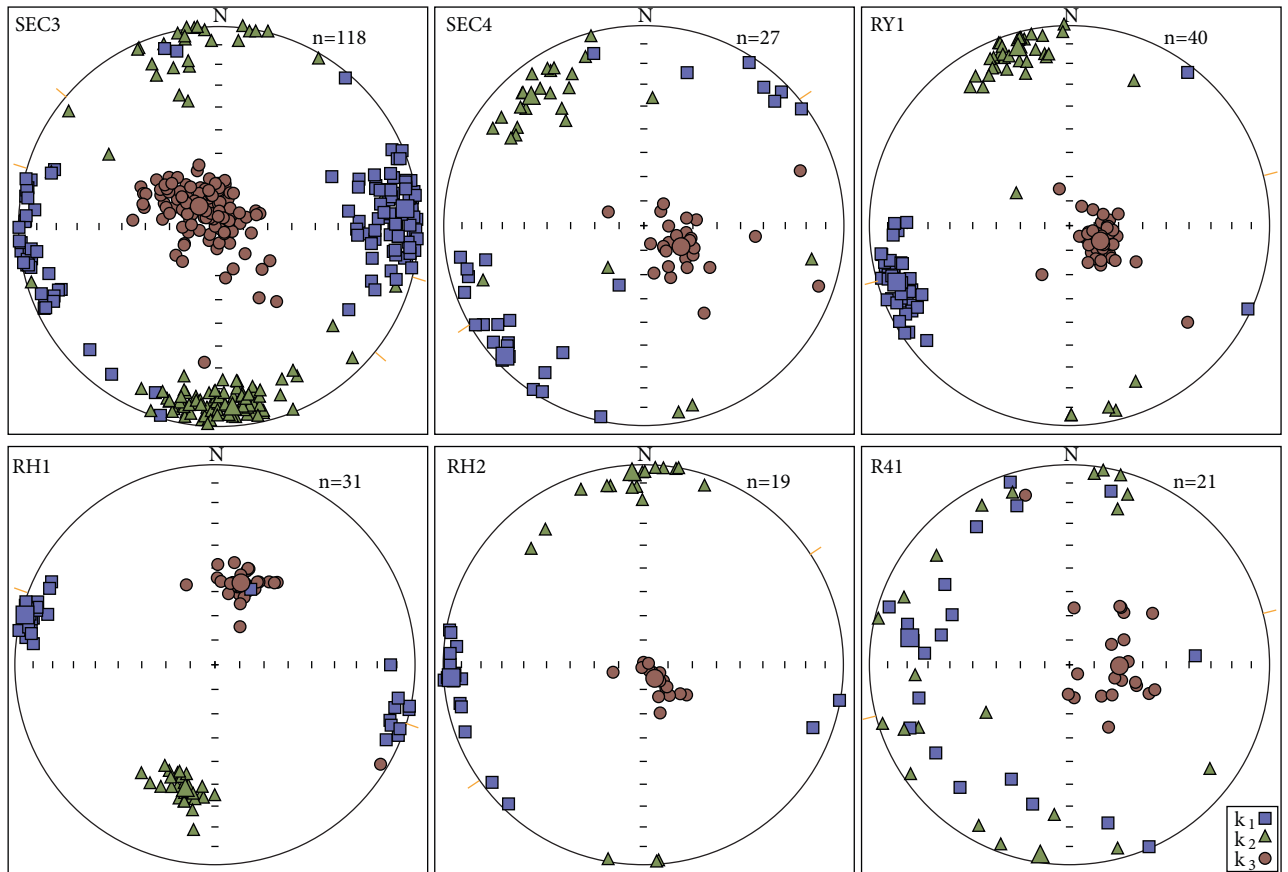 SEC3
N
n=118
SEC4
n=27
RY1
N
n=40
RH1
N
n=31
RH2
N
n=19
R41
N
n=21
k1
k2
k3